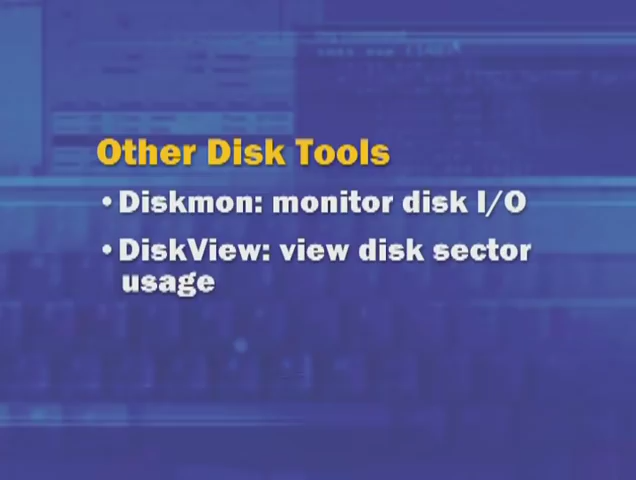 Other Disk Tools
•Diskmon: monitor disk I/O
•DiskView: view disk sector
usage